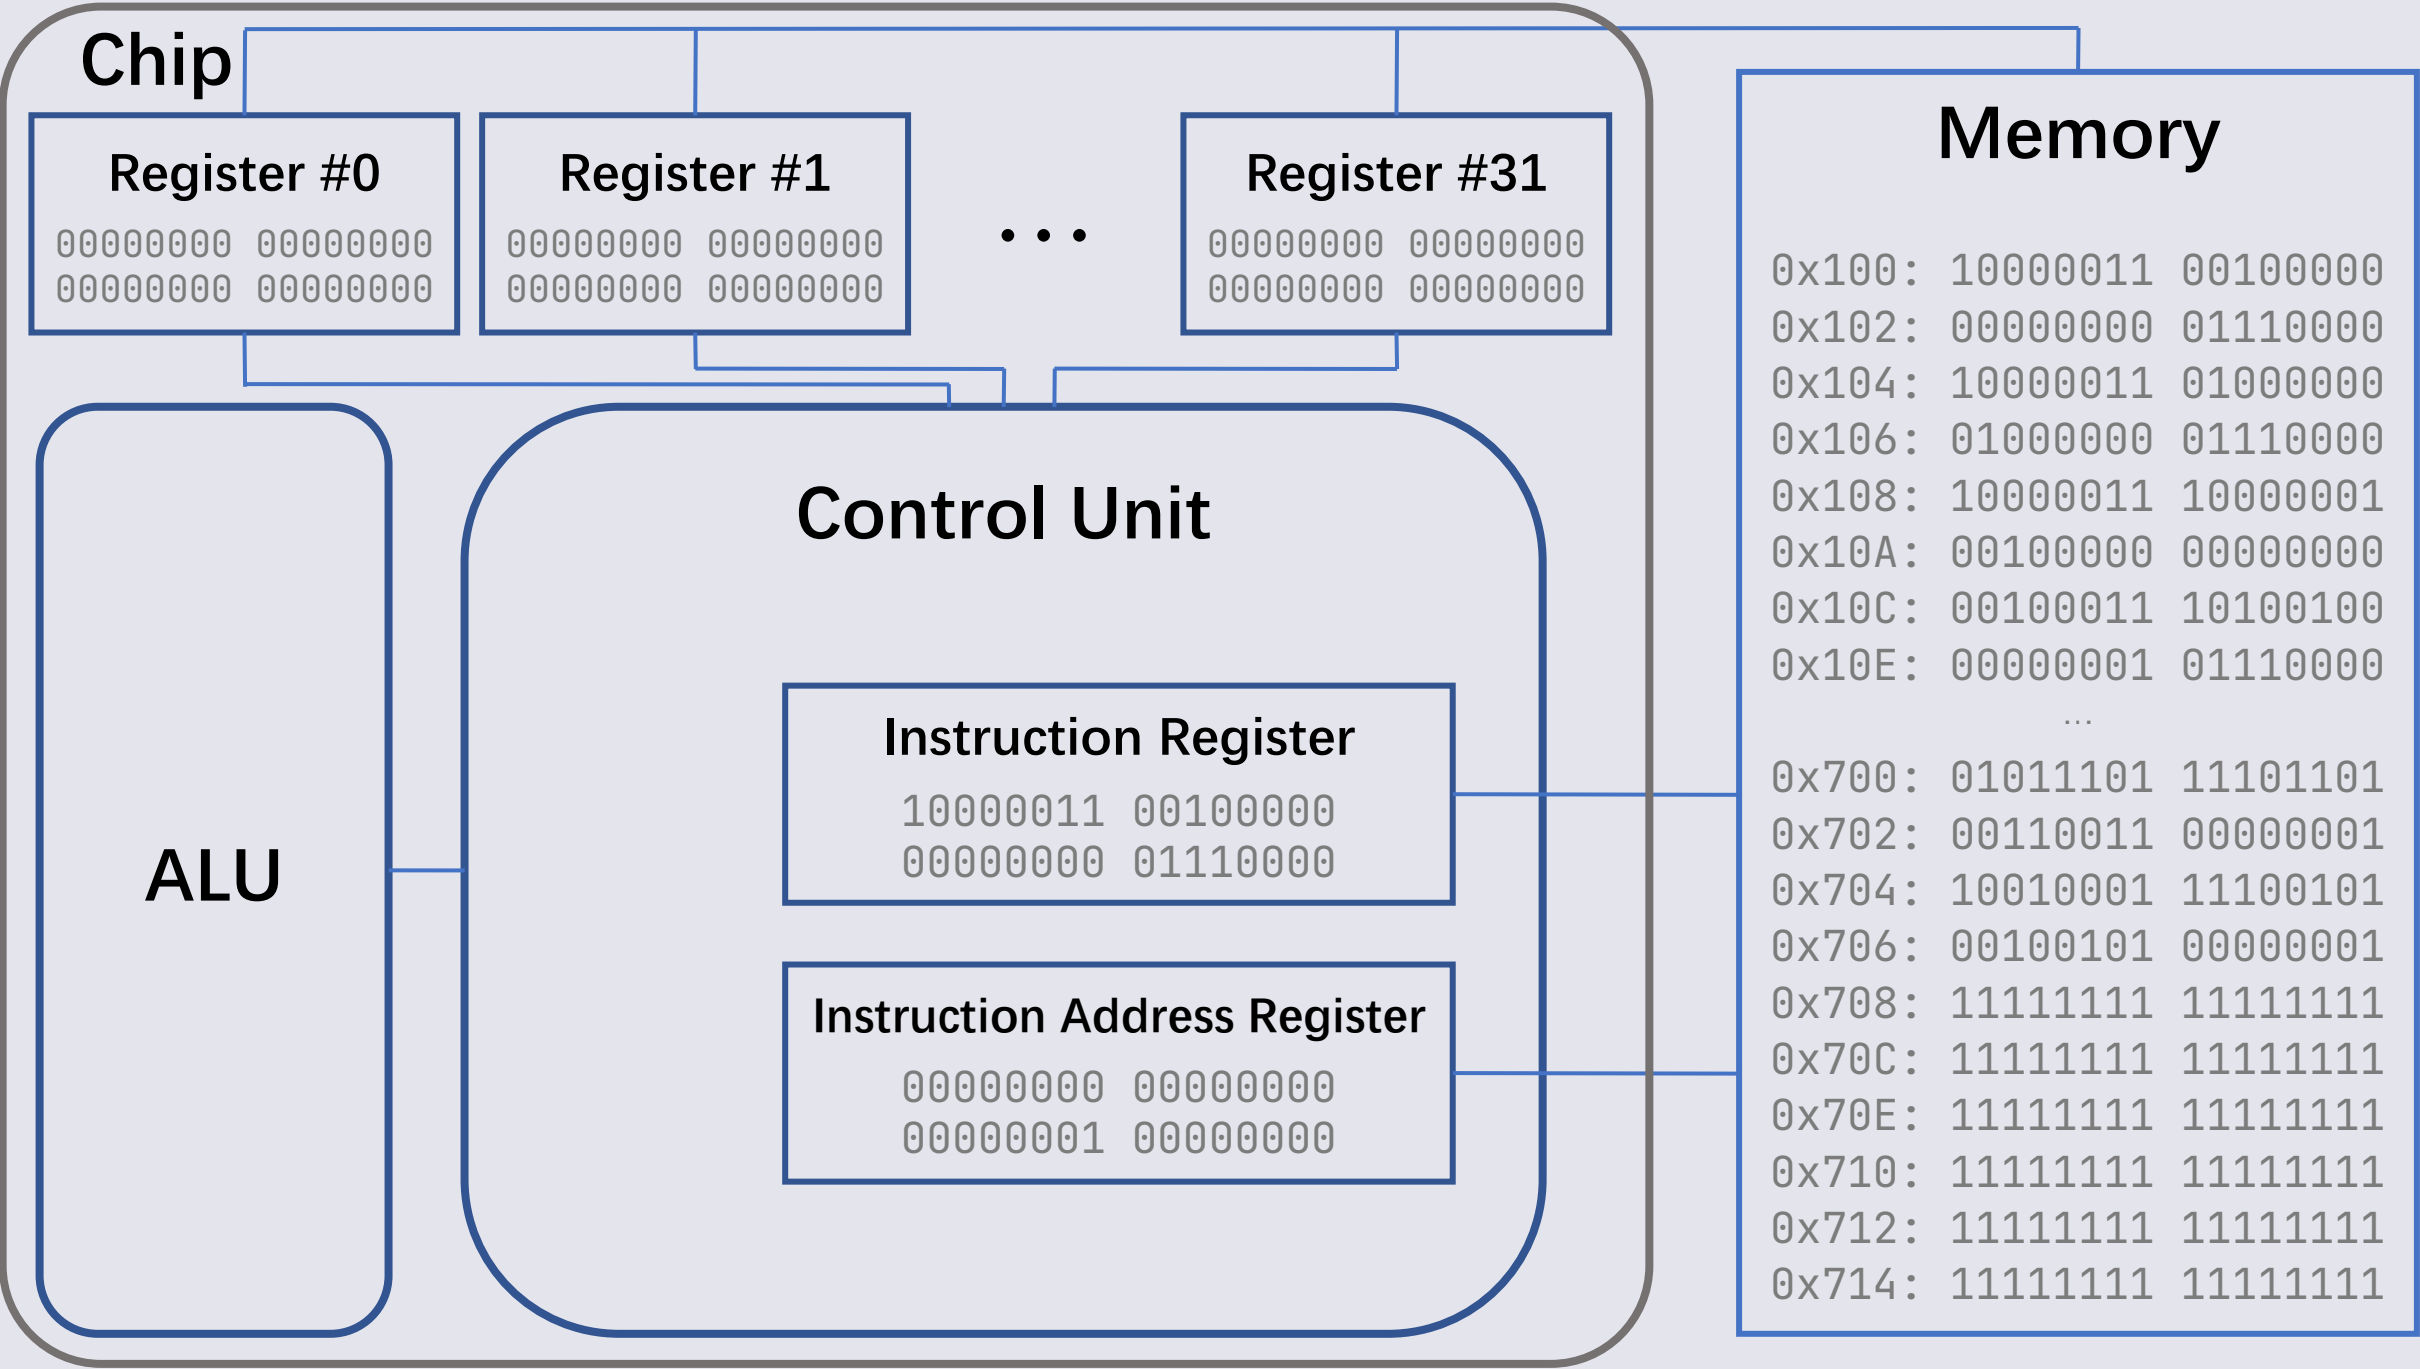 Chip
Register #0
00000000 00000000
00000000 00000000
Register #1
00000000 00000000
00000000 00000000
...
Register #31
00000000 00000000
00000000 00000000
ALU
Control Unit
Instruction Register
10000011 00100000
00000000 01110000
Instruction Address Register
00000000 00000000
00000001 00000000
Memory
0x100: 10000011 00100000
0x102: 00000000 01110000
0x104: 10000011 01000000
0x106: 01000000 01110000
0x108: 10000011 10000001
0x10A: 00100000 00000000
0x10C: 00100011 10100100
0x10E: 00000001 01110000
...
0x700: 01011101 11101101
0x702: 00110011 00000001
0x704: 10010001 11100101
0x706: 00100101 00000001
0x708: 11111111 11111111
0x70C: 11111111 11111111
0x70E: 11111111 11111111
0x710: 11111111 11111111
0x712: 11111111 11111111
0x714: 11111111 11111111